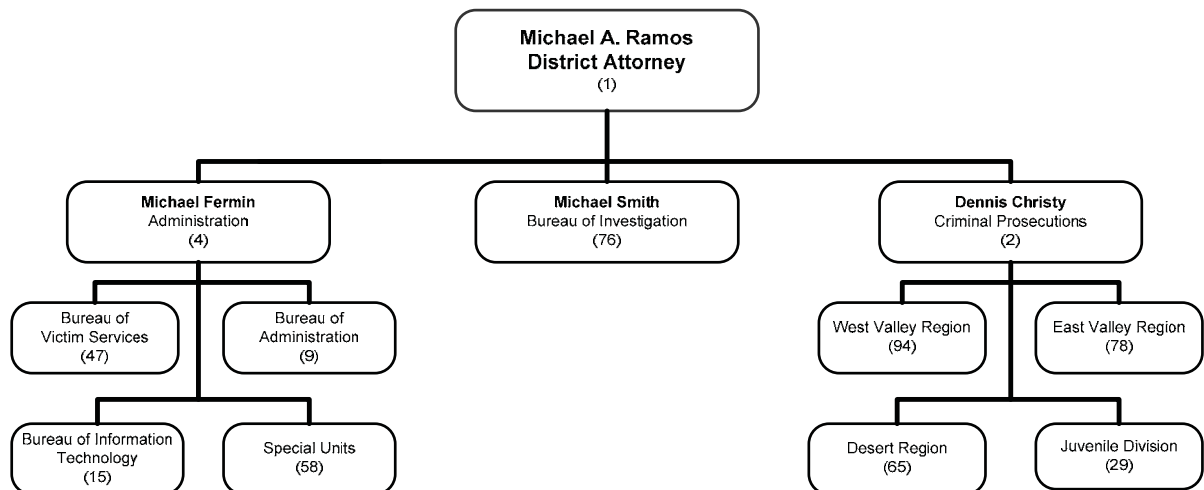 Michael A. Ramos
District Attorney
(1)
Michael Fermin
Administration
(4)
Michael Smith
Bureau of Investigation
(76)
Dennis Christy
Criminal Prosecutions
(2)
Bureau of
Victim Services
(47)
Bureau of
Administration
(9)
West Valley Region
(94)
East Valley Region
(78)
Bureau of Information
Technology
(15)
Special Units
(58)
Desert Region
(65)
Juvenile Division
(29)